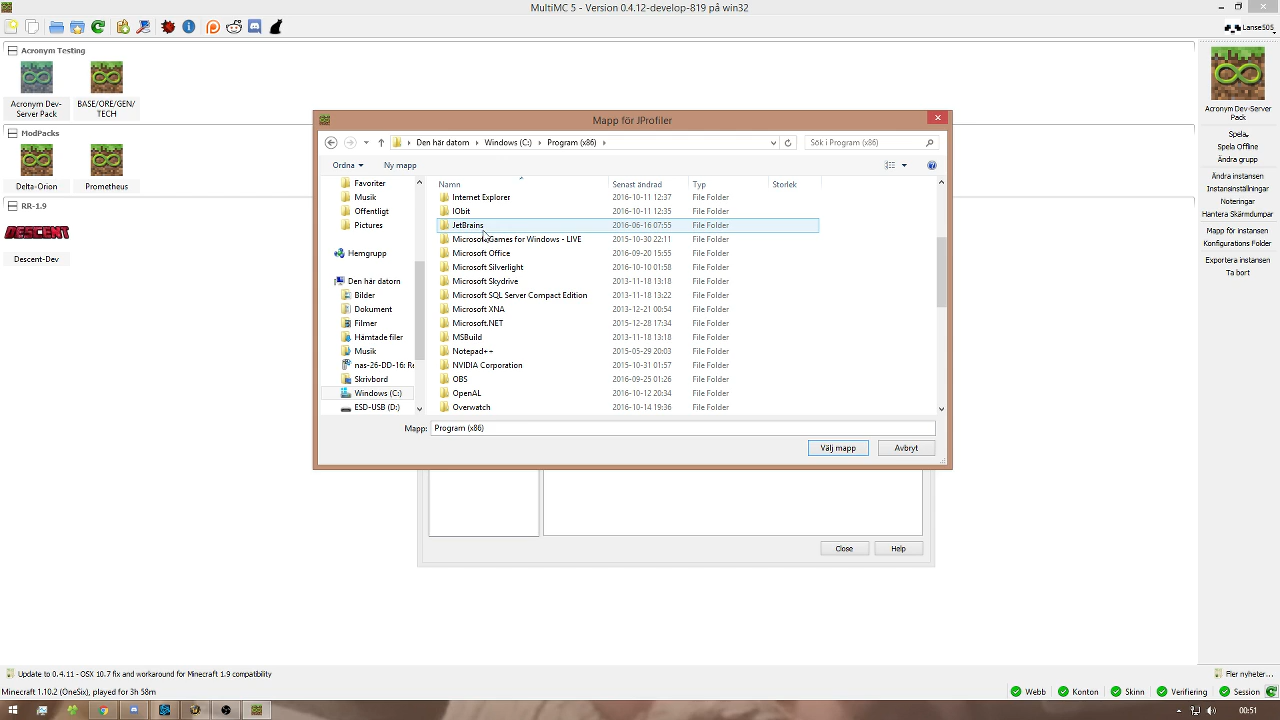 MultiMC 5 - Version 0.4.12-develop-819 på win32
Lanse505
Acronym Testing
Acronym Dev-
Server Pack
BASE/ORE/GEN/
TECH
ModPacks
Delta-Orion
Prometheus
RR-1.9
DESCENT
Descent-Dev
Acronym Dev-Server
Pack
Spela..
Spela Offline
Ändra grupp
Ändra instansen
Instansinställningar
Noteringar
Hantera Skärmdumpar
Mapp för instansen
Konfigurations Folder
Exportera instansen
Ta bort
Mapp för JProfiler
Den här datorn
Windows (C:)
Program (x86)
Sök i Program (x86)
Ordna
Ny mapp
Favoriter
Musik
Offentligt
Pictures
Hemgrupp
Den här datorn
Bilder
Dokument
Filmer
Hämtade filer
Musik
nas-26-DD-16: Re
Skrivbord
Windows (C:)
ESD-USB (D:)
Namn Senast ändrad Typ Storlek
Internet Explorer 2016-10-11 12:37 File Folder
IObit 2016-10-11 12:35 File Folder
JetBrains 2016-06-16 07:55 File Folder
Microsoft Games for Windows - LIVE 2015-10-30 22:11 File Folder
Microsoft Office 2016-09-20 15:55 File Folder
Microsoft Silverlight 2016-10-10 01:58 File Folder
Microsoft Skydrive 2013-11-18 13:18 File Folder
Microsoft SQL Server Compact Edition 2013-11-18 13:22 File Folder
Microsoft XNA 2013-12-21 00:54 File Folder
Microsoft.NET 2015-12-28 17:34 File Folder
MSBuild 2013-11-18 13:18 File Folder
Notepad++ 2015-05-29 20:03 File Folder
NVIDIA Corporation 2015-10-31 01:57 File Folder
OBS 2016-09-25 01:26 File Folder
OpenAL 2016-10-12 20:34 File Folder
Overwatch 2016-10-14 19:36 File Folder
Mapp: Program (x86)
Välj mapp
Avbryt
Close
Help
Update to 0.4.11 - OSX 10.7 fix and workaround for Minecraft 1.9 compatibility
Fler nyheter...
Minecraft 1.10.2 (OneSix), played for 3h 58m
Webb
Konton
Skinn
Verifiering
Session
00:51